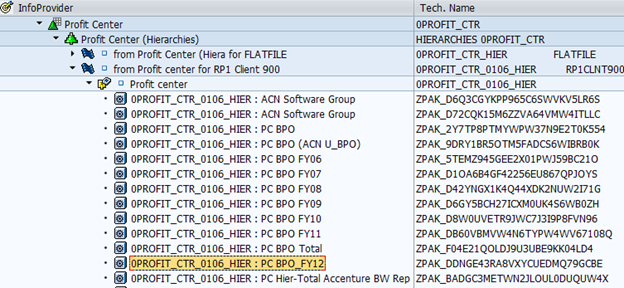 InfoProvider Tech. Name
Profit Center 0PROFIT_CTR
Profit Center (Hierarchies) HIERARCHIES 0PROFIT_CTR
from Profit Center (Hiera for FLATFILE 0PROFIT_CTR_HIER FLATFILE
from Profit center for RP1 Client 900 0PROFIT_CTR_0106_HIER RP1CLNT900
Profit center 0PROFIT_CTR_0106_HIER
0PROFIT_CTR_0106_HIER : ACN Software Group ZPAK_D6Q3CGYKPP965C6SWVKV5LR6S
0PROFIT_CTR_0106_HIER : ACN Software Group ZPAK_D72CQK15M6ZZVA64VMW4ITLLC
0PROFIT_CTR_0106_HIER : PC BPO ZPAK_2Y7TP8PTMYWPW37N9E2T0K554
0PROFIT_CTR_0106_HIER : PC BPO (ACN U_BPO) ZPAK_9DRY1BR5OTM5FADCS6WIBRB0K
0PROFIT_CTR_0106_HIER : PC BPO FY06 ZPAK_5TEMZ945GEE2X01PWJ59BC21O
0PROFIT_CTR_0106_HIER : PC BPO FY07 ZPAK_D1OA6B4GF42256EU867QPJOYS
0PROFIT_CTR_0106_HIER : PC BPO FY08 ZPAK_D42YNGX1K4Q44XDK2NUW2I71G
0PROFIT_CTR_0106_HIER : PC BPO FY09 ZPAK_D6GY5BCH27ICXM0UK4S6WB0ZH
0PROFIT_CTR_0106_HIER : PC BPO FY10 ZPAK_D8W0UVETR9JWC7J3I9P8FVN96
0PROFIT_CTR_0106_HIER : PC BPO FY11 ZPAK_DB60VBMVW4N6TYPW4WV67108Q
0PROFIT_CTR_0106_HIER : PC BPO Total ZPAK_F04E21QOLDJ9U3UBE9KK04LD4
0PROFIT_CTR_0106_HIER : PC BPO_FY12 ZPAK_DDNGE43RA8VXYCUEDMQ79GCBE
0PROFIT_CTR_0106_HIER : PC Hier-Total Accenture BW Rep ZPAK_BADGC3METWN2JLOUL0DUQUW4X